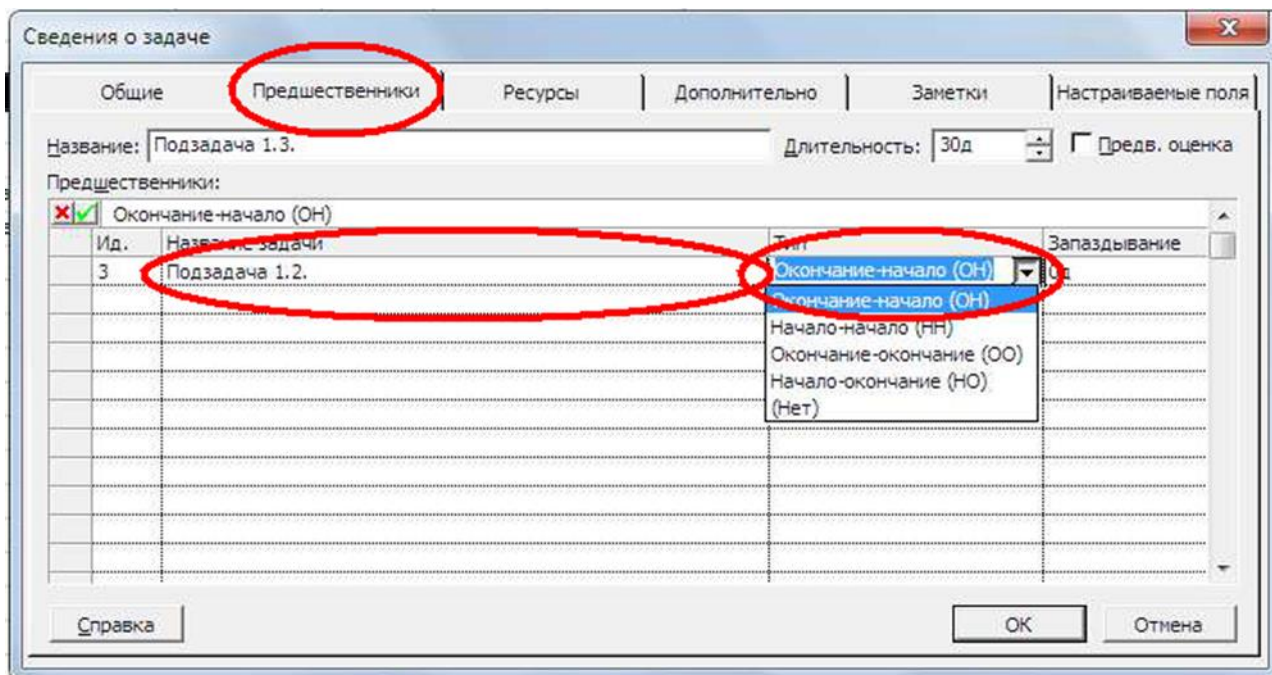 Сведения о задаче
Общие Предшественники Ресурсы Дополнительно Заметки Настраиваемые поля
Название: Подзадача 1.3. Длительность: 30д Предв. оценка
Предшественники:
Окончание-начало (ОН)
Ид. Название задачи Тип Запаздывание
3 Подзадача 1.2. Окончание-начало (ОН) 0д
Окончание-начало (ОН)
Начало-начало (НН)
Окончание-окончание (ОО)
Начало-окончание (НО)
(Нет)
Справка ОК Отмена